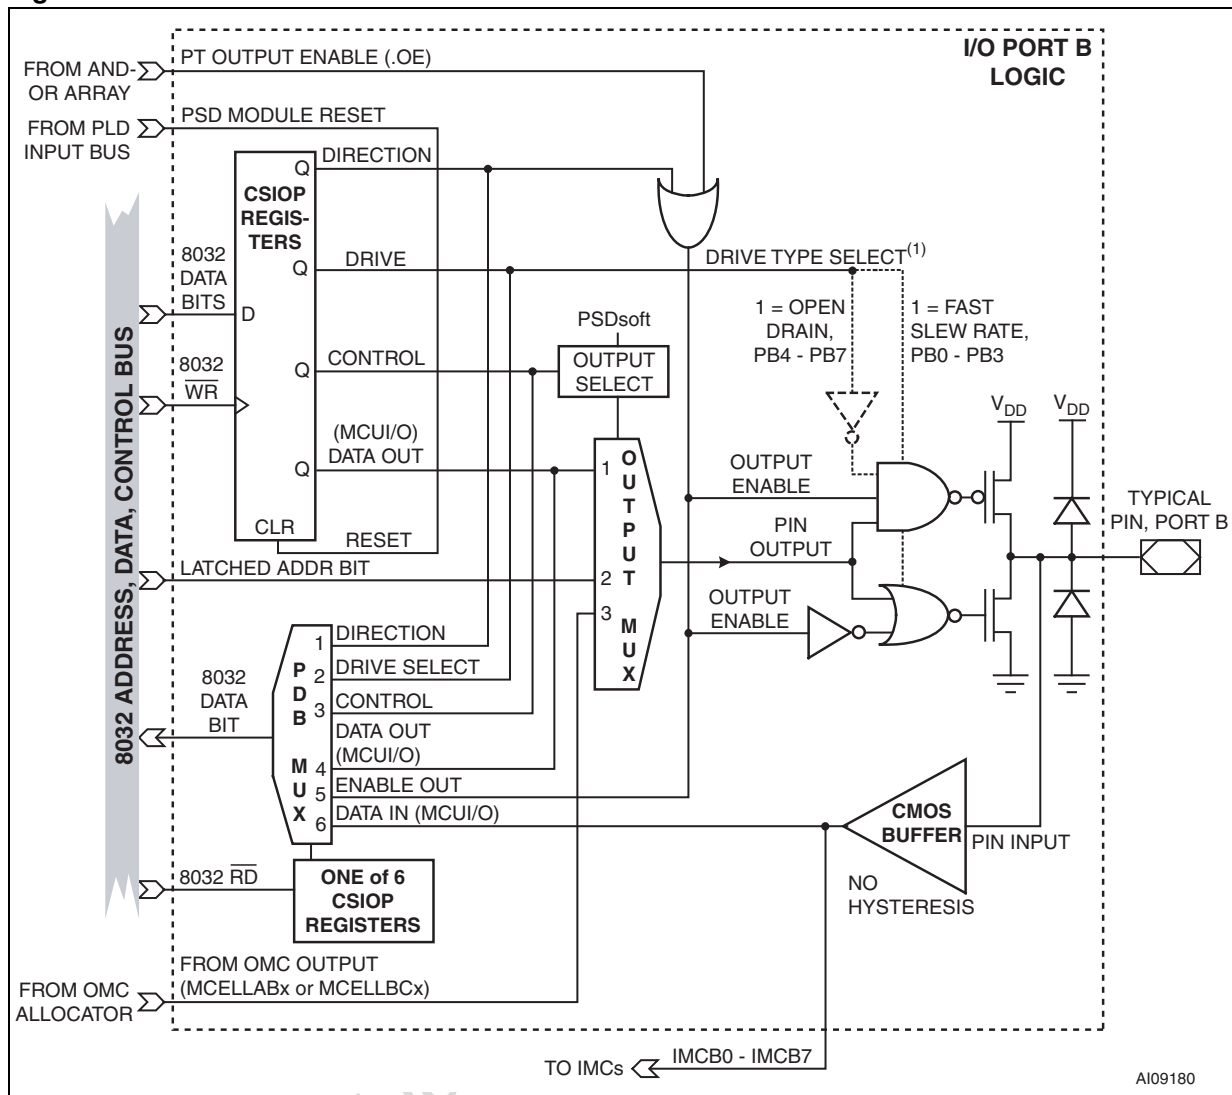 I/O PORT B
LOGIC
FROM AND-
OR ARRAY
PT OUTPUT ENABLE (.OE)
FROM PLD
INPUT BUS
PSD MODULE RESET
8032 ADDRESS, DATA, CONTROL BUS
8032
DATA
BITS
8032
WR
CSIOP
REGIS-
TERS
Q
Q
Q
Q
D
CLR
DIRECTION
DRIVE
CONTROL
(MCUI/O)
DATA OUT
RESET
LATCHED ADDR BIT
PSDsoft
OUTPUT
SELECT
OUTPUT MUX
1
2
3
DRIVE TYPE SELECT(1)
1 = OPEN
DRAIN,
PB4 - PB7
1 = FAST
SLEW RATE,
PB0 - PB3
VDD
VDD
OUTPUT
ENABLE
PIN
OUTPUT
OUTPUT
ENABLE
TYPICAL
PIN, PORT B
8032
DATA
BIT
PDB MUX
1 DIRECTION
2 DRIVE SELECT
3 CONTROL
DATA OUT
4 (MCUI/O)
5 ENABLE OUT
6 DATA IN (MCUI/O)
CMOS
BUFFER
PIN INPUT
NO
HYSTERESIS
8032 RD
ONE of 6
CSIOP
REGISTERS
FROM OMC
ALLOCATOR
FROM OMC OUTPUT
(MCELLABx or MCELLBCx)
TO IMCs
IMCB0 - IMCB7
AI09180